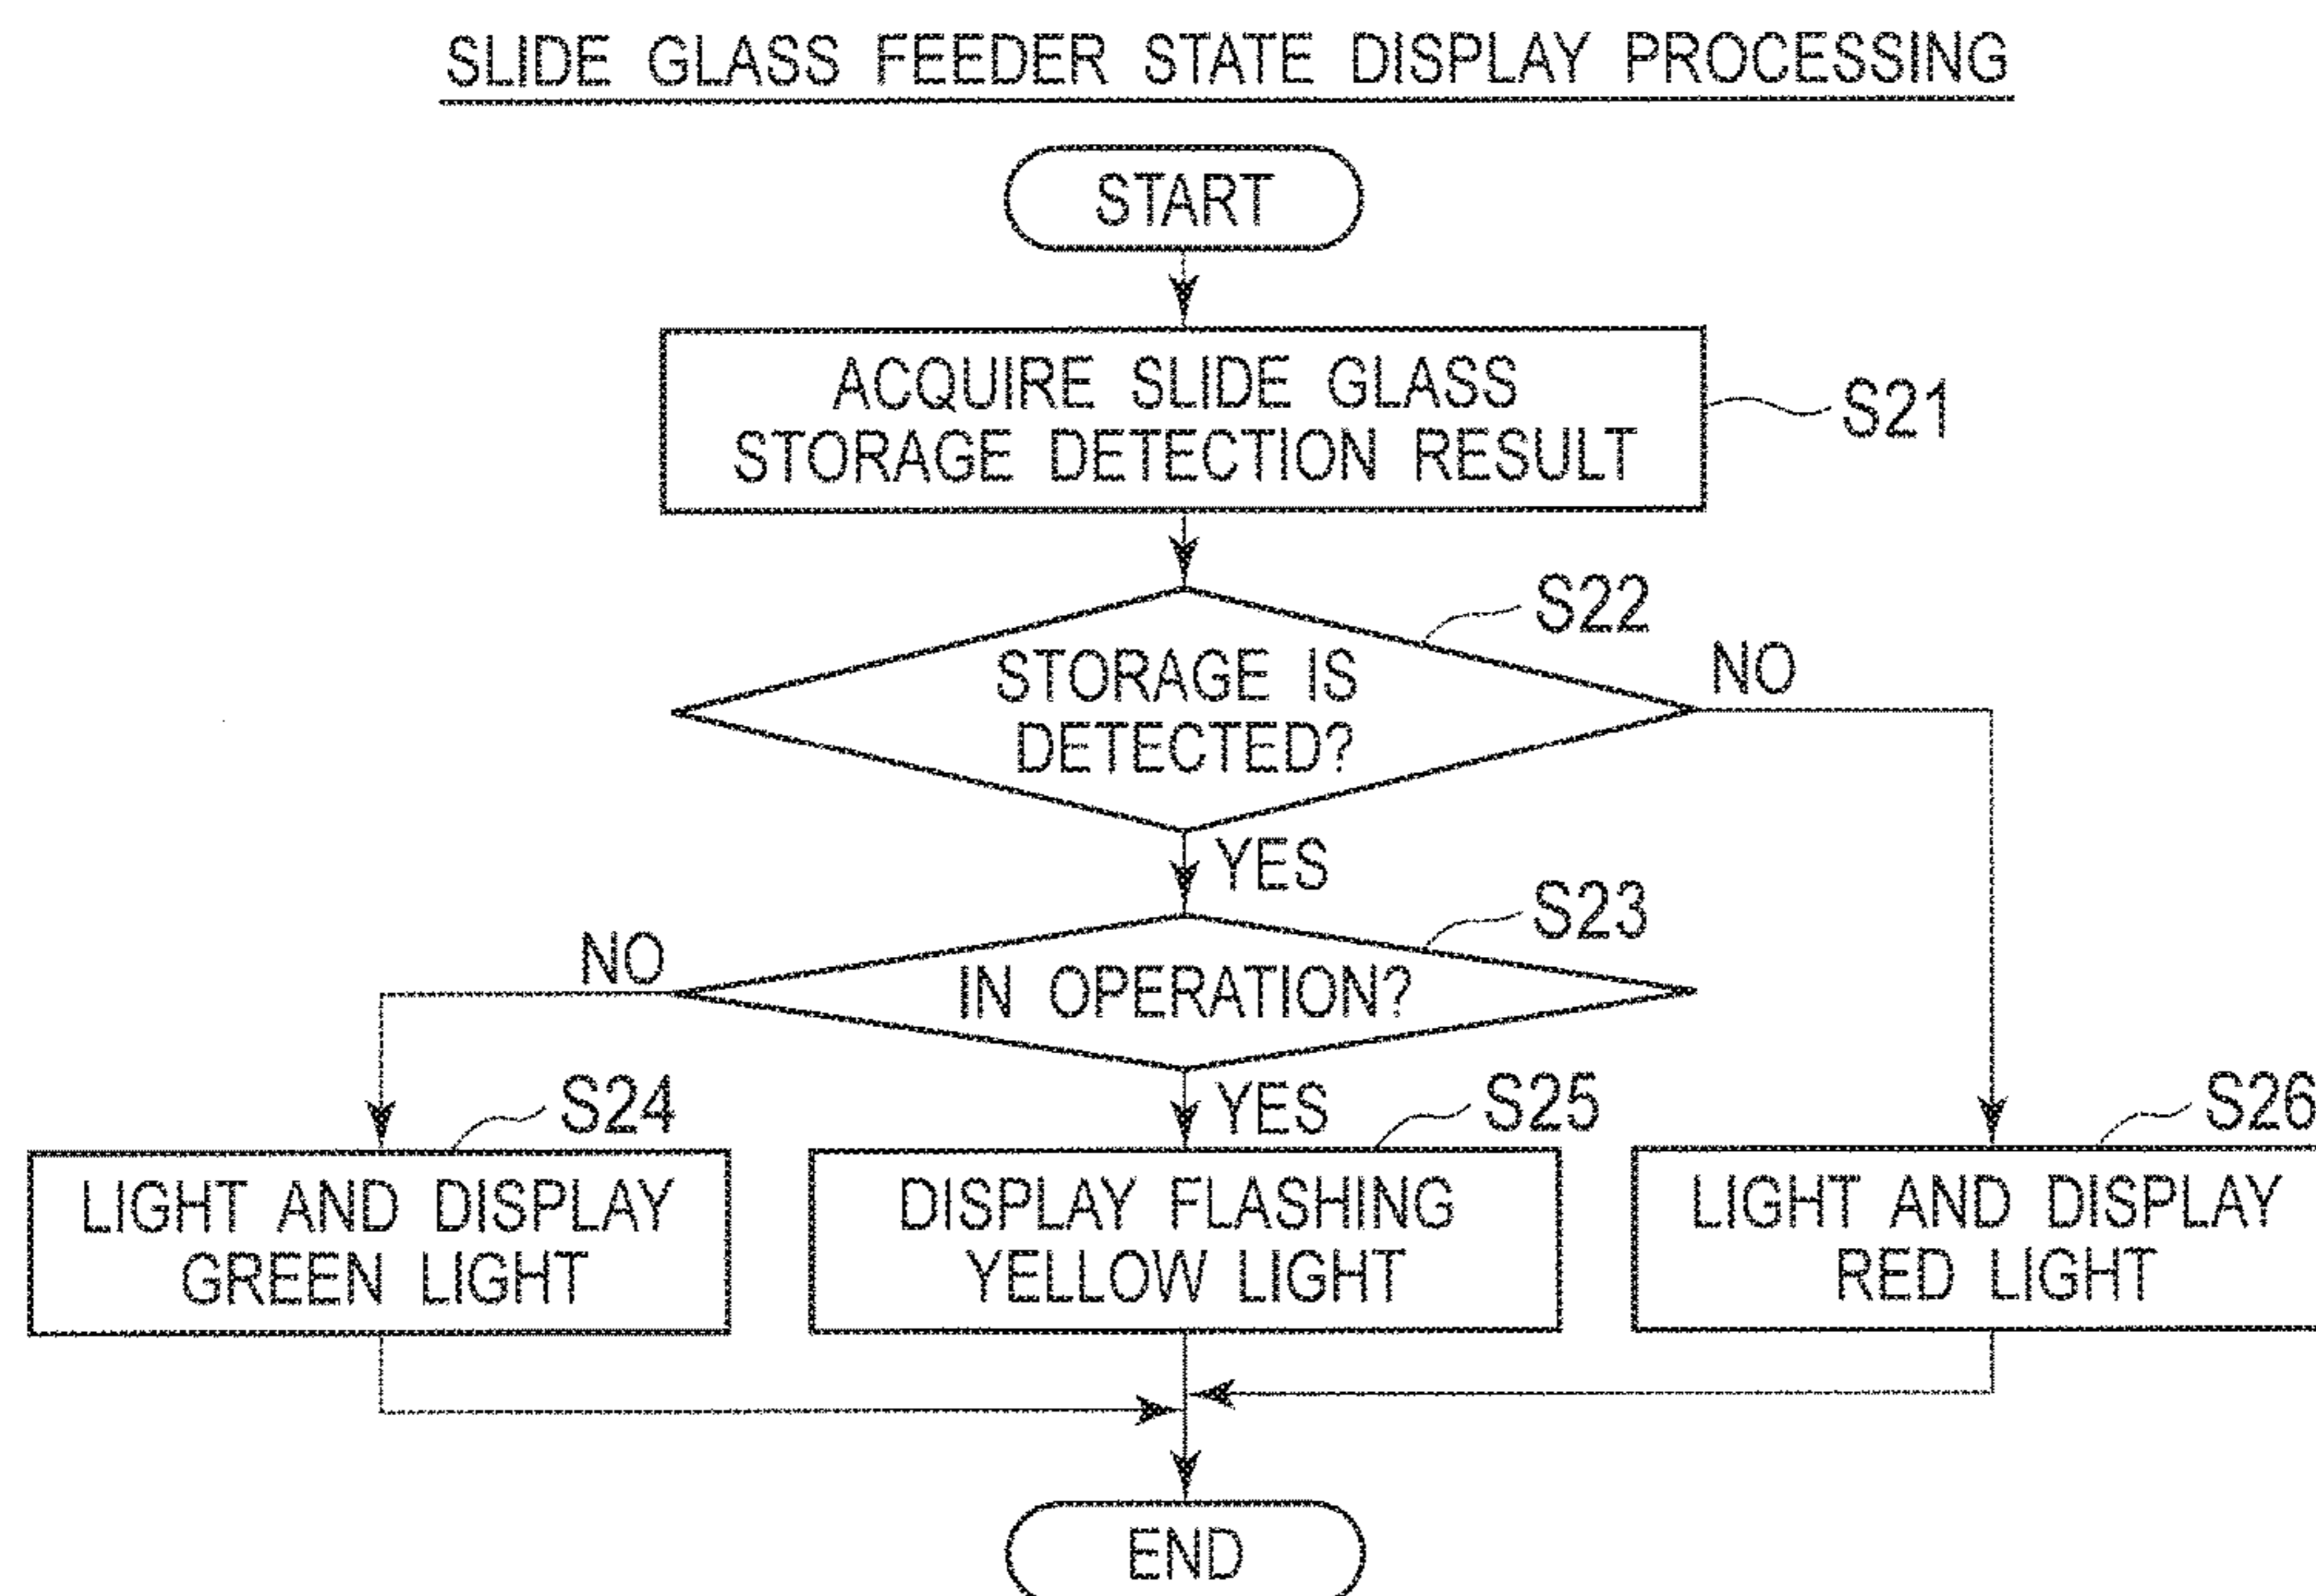 SLIDE GLASS FEEDER STATE DISPLAY PROCESSING
START
ACQUIRE SLIDE GLASS
STORAGE DETECTION RESULT
S21
S22
STORAGE IS
DETECTED?
NO
YES
S23
NO
IN OPERATION?
YES
S24
LIGHT AND DISPLAY
GREEN LIGHT
S25
DISPLAY FLASHING
YELLOW LIGHT
S26
LIGHT AND DISPLAY
RED LIGHT
END